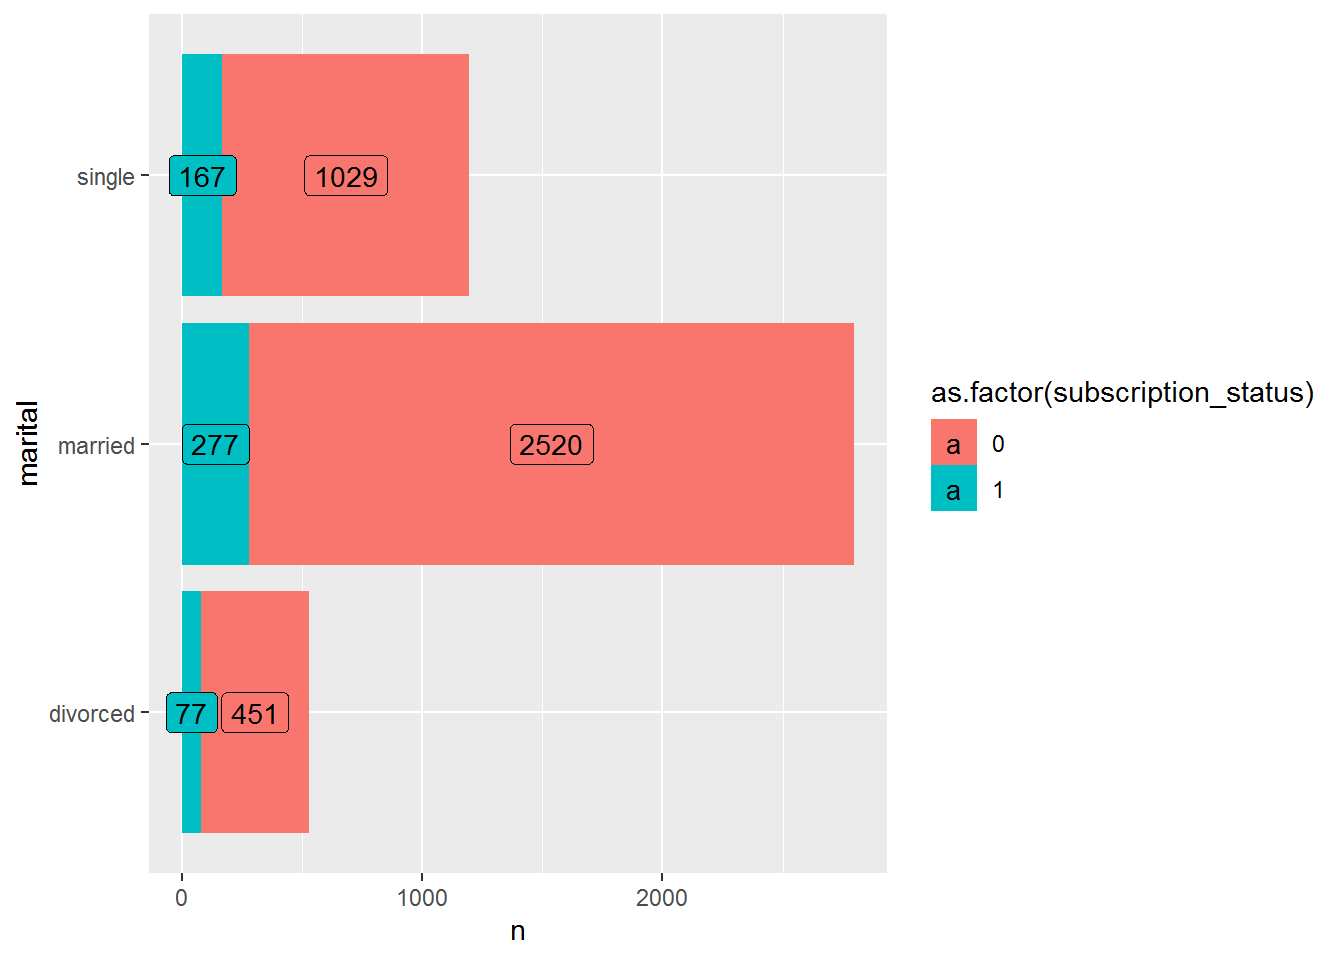 single
167
1029
married
277
2520
divorced
77
451
0
1000
2000
n
marital
as.factor(subscription_status)
a 0
a 1